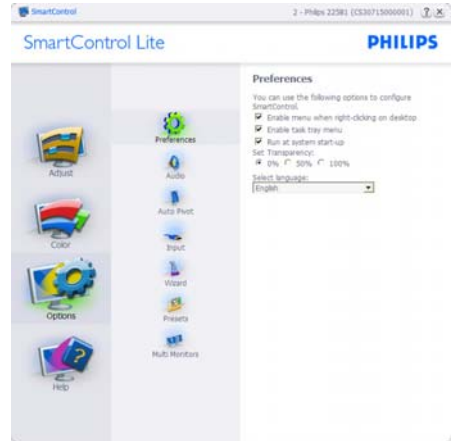 SmartControl
2 - Philips 225B1 (CS30715000001)
SmartControl Lite
PHILIPS
Adjust
Color
Options
Help
Preferences
Audio
Auto Pivot
Input
Wizard
Presets
Multi Monitors
Preferences
You can use the following options to configure
SmartControl.
Enable menu when right-clicking on desktop
Enable task tray menu
Run at system start-up
Set Transparency:
0% 50% 100%
Select language:
English